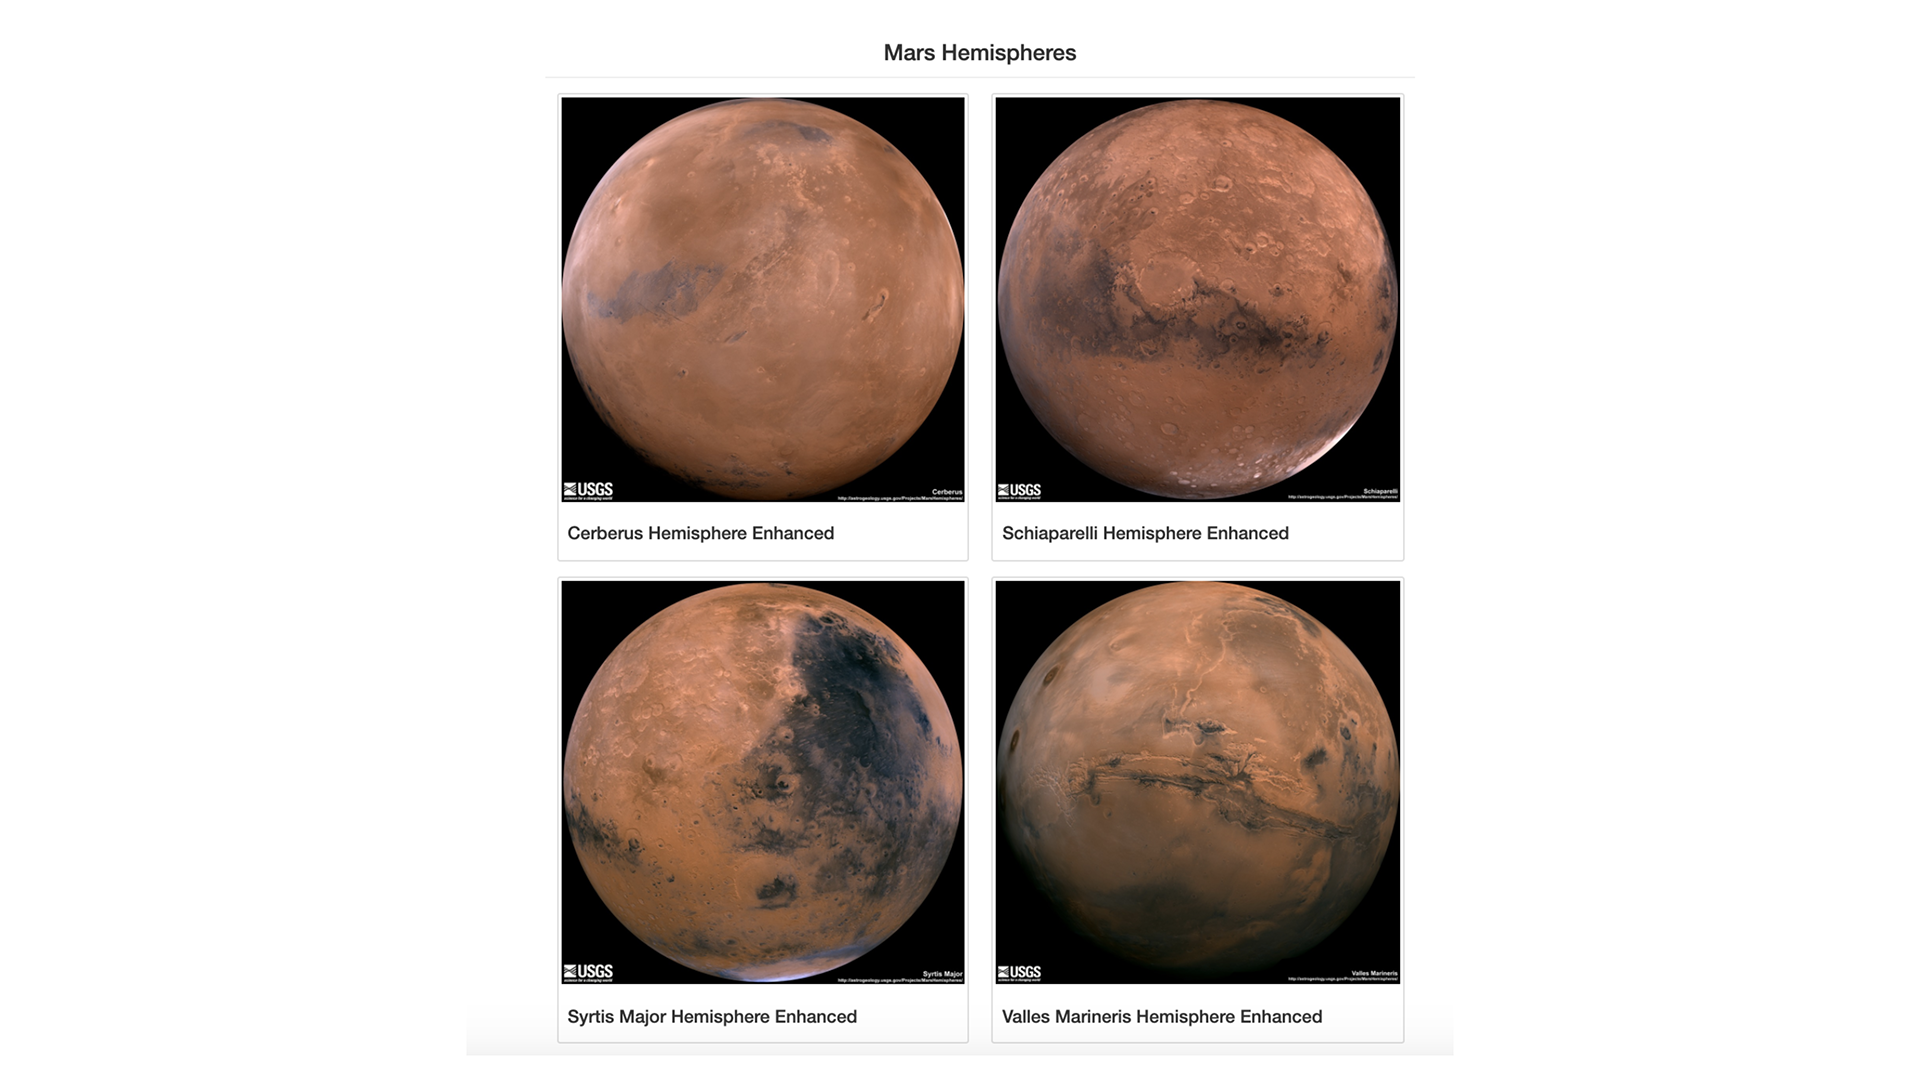 Mars Hemispheres
USGS
science for a changing world
Cerberus
http://astrogeology.usgs.gov/Projects/MarsHemispheres/
Cerberus Hemisphere Enhanced
USGS
science for a changing world
Schiaparelli
http://astrogeology.usgs.gov/Projects/MarsHemispheres/
Schiaparelli Hemisphere Enhanced
USGS
science for a changing world
Syrtis Major
http://astrogeology.usgs.gov/Projects/MarsHemispheres/
Syrtis Major Hemisphere Enhanced
USGS
science for a changing world
Valles Marineris
http://astrogeology.usgs.gov/Projects/MarsHemispheres/
Valles Marineris Hemisphere Enhanced